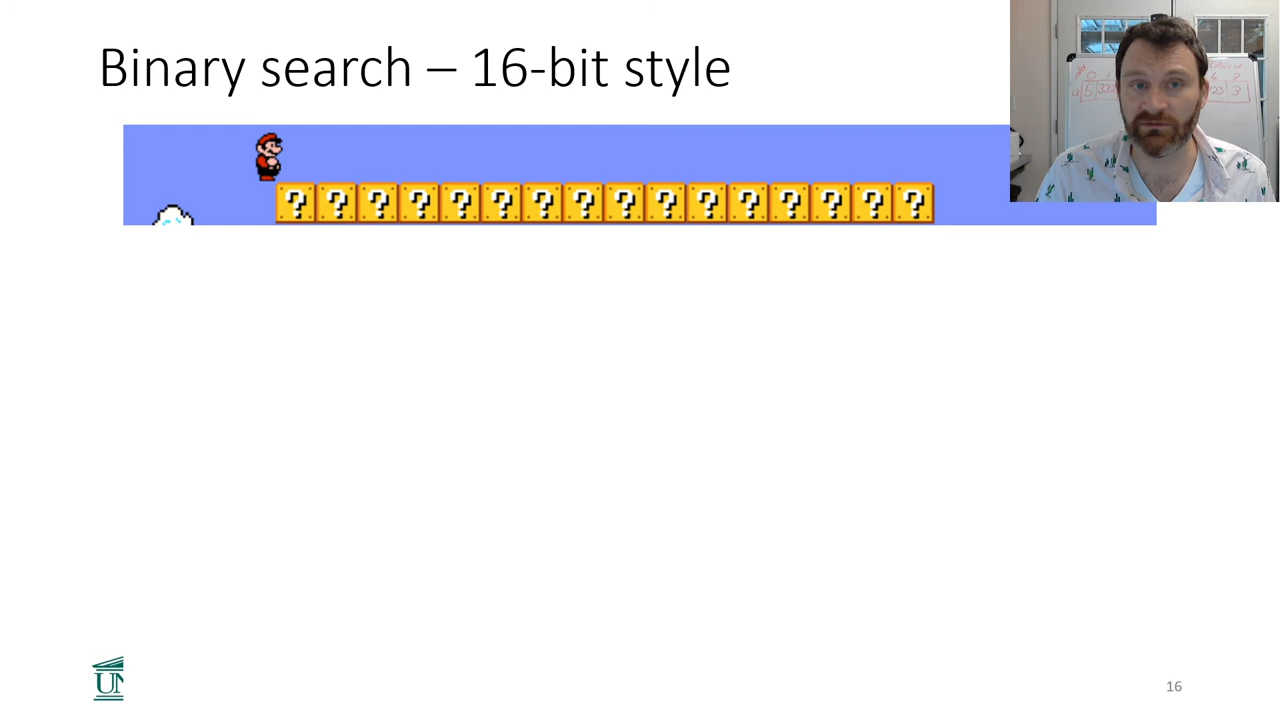 Binary search – 16-bit style
? ? ? ? ? ? ? ? ? ? ? ? ? ? ? ?
16